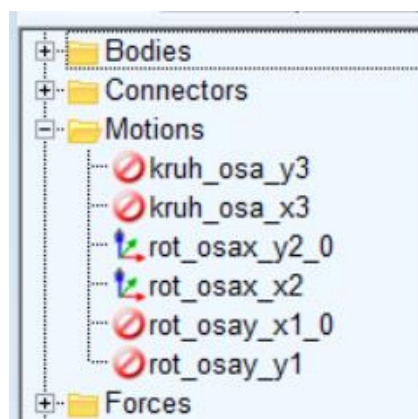 Bodies
Connectors
Motions
kruh_osa_y3
kruh_osa_x3
rot_osax_y2_0
rot_osax_x2
rot_osay_x1_0
rot_osay_y1
Forces